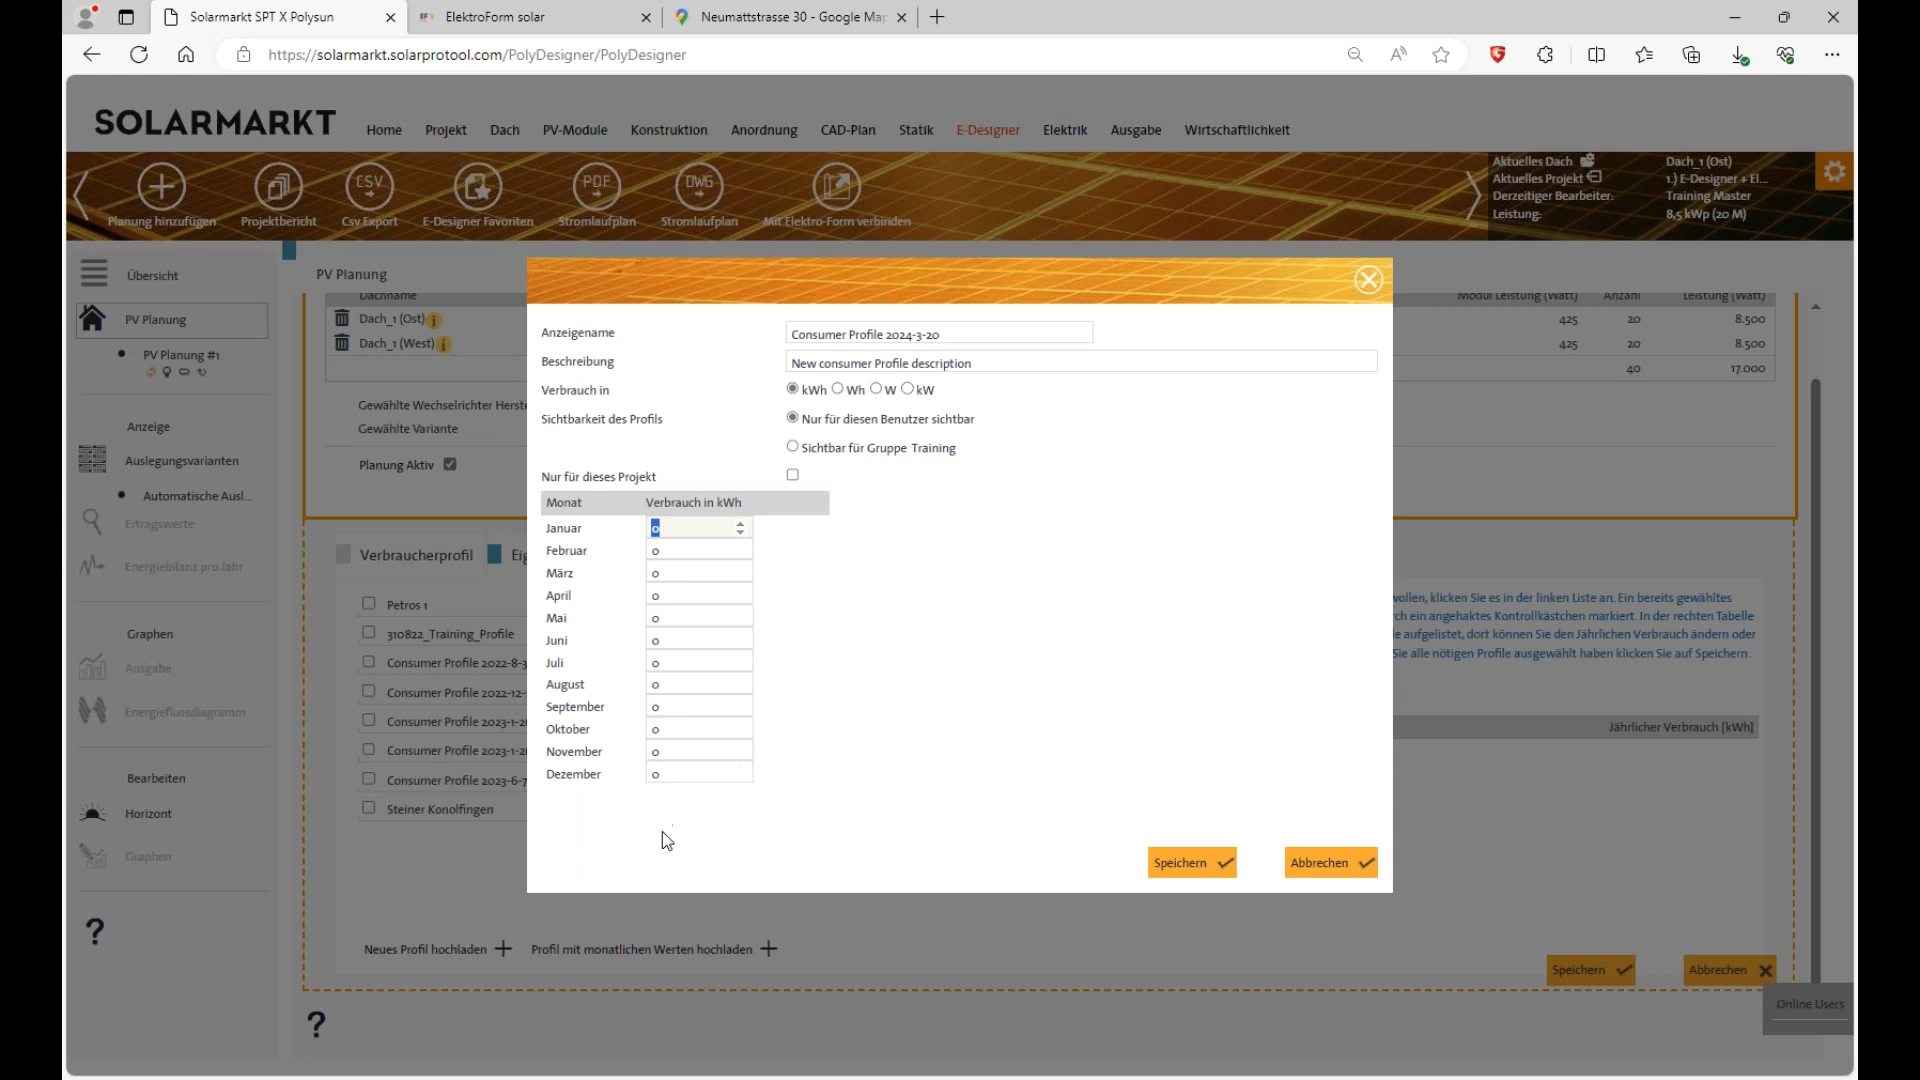 Solarmarkt SPT X Polysun
ElektroForm solar
Neumattstrasse 30 - Google Ma
https://solarmarkt.solarprotool.com/PolyDesigner/PolyDesigner
SOLARMARKT
Home Projekt Dach PV-Module Konstruktion Anordnung CAD-Plan Statik E-Designer Elektrik Ausgabe Wirtschaftlichkeit
CSV PDF DWG
Planung hinzufügen Projektbericht Csv Export E-Designer Favoriten Stromlaufplan Stromlaufplan Mit Elektro-Form verbinden
Aktuelles Dach Dach_1 (Ost)
Aktuelles Projekt 1.) E-Designer + El...
Derzeitiger Bearbeiter: Training Master
Leistung: 8,5 kWp (20 M)
Übersicht
PV Planung
PV Planung #1
Anzeige
Auslegungsvarianten
Automatische Ausl...
Ertragswerte
Energiebilanz pro Jahr
Graphen
Ausgabe
Energieflussdiagramm
Bearbeiten
Horizont
Graphen
?
PV Planung
Dachname Modul Leistung (Watt) Anzahl Leistung (Watt)
Dach_1 (Ost) i 425 20 8.500
Dach_1 (West) i 425 20 8.500
40 17.000
Gewählte Wechselrichter Herste
Gewählte Variante
Planung Aktiv
Verbraucherprofil Eig
Petros 1
310822_Training_Profile
Consumer Profile 2022-8-3
Consumer Profile 2022-12-
Consumer Profile 2023-1-2
Consumer Profile 2023-1-2
Consumer Profile 2023-6-7
Steiner Konolfingen
wollen, klicken Sie es in der linken Liste an. Ein bereits gewähltes
rch ein angehaktes Kontrollkästchen markiert. In der rechten Tabelle
e aufgelistet, dort können Sie den Jährlichen Verbrauch ändern oder
Sie alle nötigen Profile ausgewählt haben klicken Sie auf Speichern.
Jährlicher Verbrauch [kWh]
Neues Profil hochladen Profil mit monatlichen Werten hochladen
Speichern Abbrechen
Online Users
?
Anzeigename Consumer Profile 2024-3-20
Beschreibung New consumer Profile description
Verbrauch in kWh Wh W kW
Sichtbarkeit des Profils Nur für diesen Benutzer sichtbar
Sichtbar für Gruppe Training
Nur für dieses Projekt
Monat Verbrauch in kWh
Januar 0
Februar 0
März 0
April 0
Mai 0
Juni 0
Juli 0
August 0
September 0
Oktober 0
November 0
Dezember 0
Speichern Abbrechen